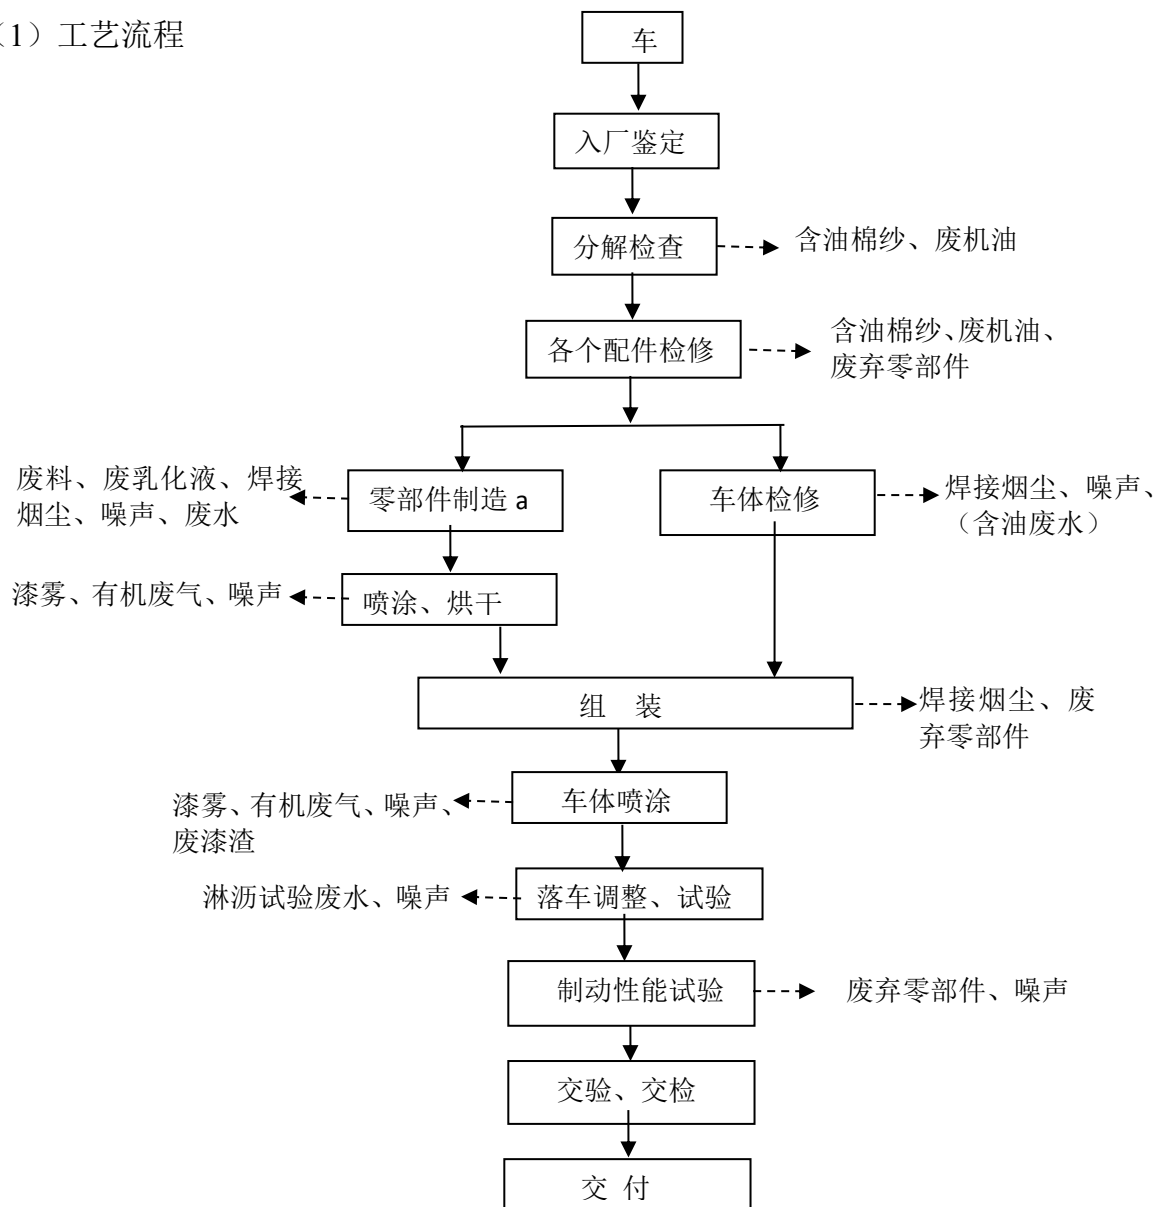 （1）工艺流程
车
入厂鉴定
分解检查
含油棉纱、废机油
各个配件检修
含油棉纱、废机油、
废弃零部件
废料、废乳化液、焊接
烟尘、噪声、废水
零部件制造 a
车体检修
焊接烟尘、噪声、
（含油废水）
漆雾、有机废气、噪声
喷涂、烘干
组 装
焊接烟尘、废
弃零部件
漆雾、有机废气、噪声、
废漆渣
车体喷涂
淋沥试验废水、噪声
落车调整、试验
制动性能试验
废弃零部件、噪声
交验、交检
交 付